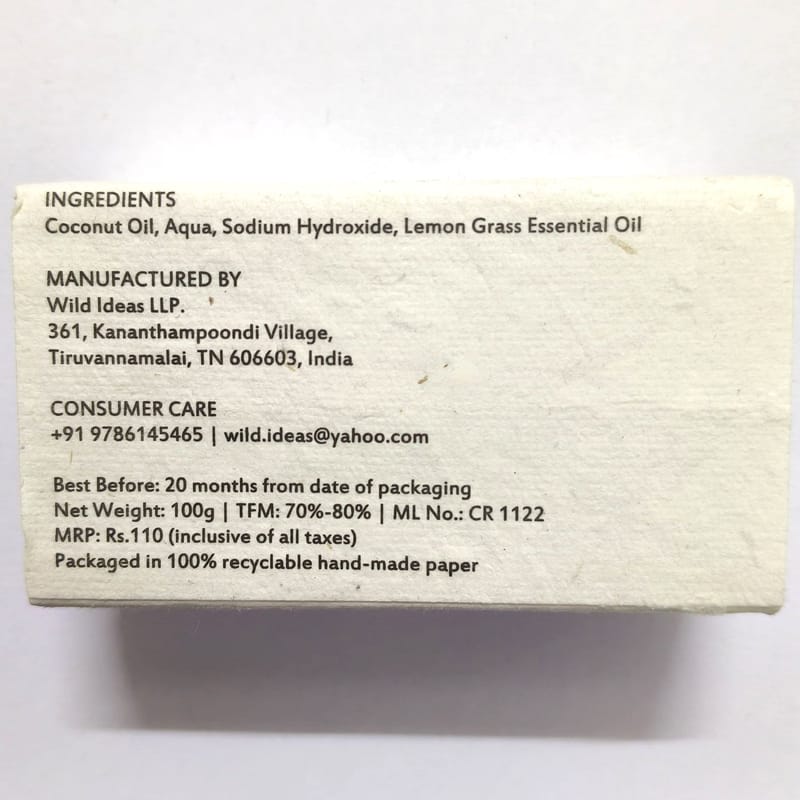 INGREDIENTS
Coconut Oil, Aqua, Sodium Hydroxide, Lemon Grass Essential Oil
MANUFACTURED BY
Wild Ideas LLP.
361, Kananthampoondi Village,
Tiruvannamalai, TN 606603, India
CONSUMER CARE
+91 9786145465 | wild.ideas@yahoo.com
Best Before: 20 months from date of packaging
Net Weight: 100g | TFM: 70%-80% | ML No.: CR 1122
MRP: Rs.110 (inclusive of all taxes)
Packaged in 100% recyclable hand-made paper